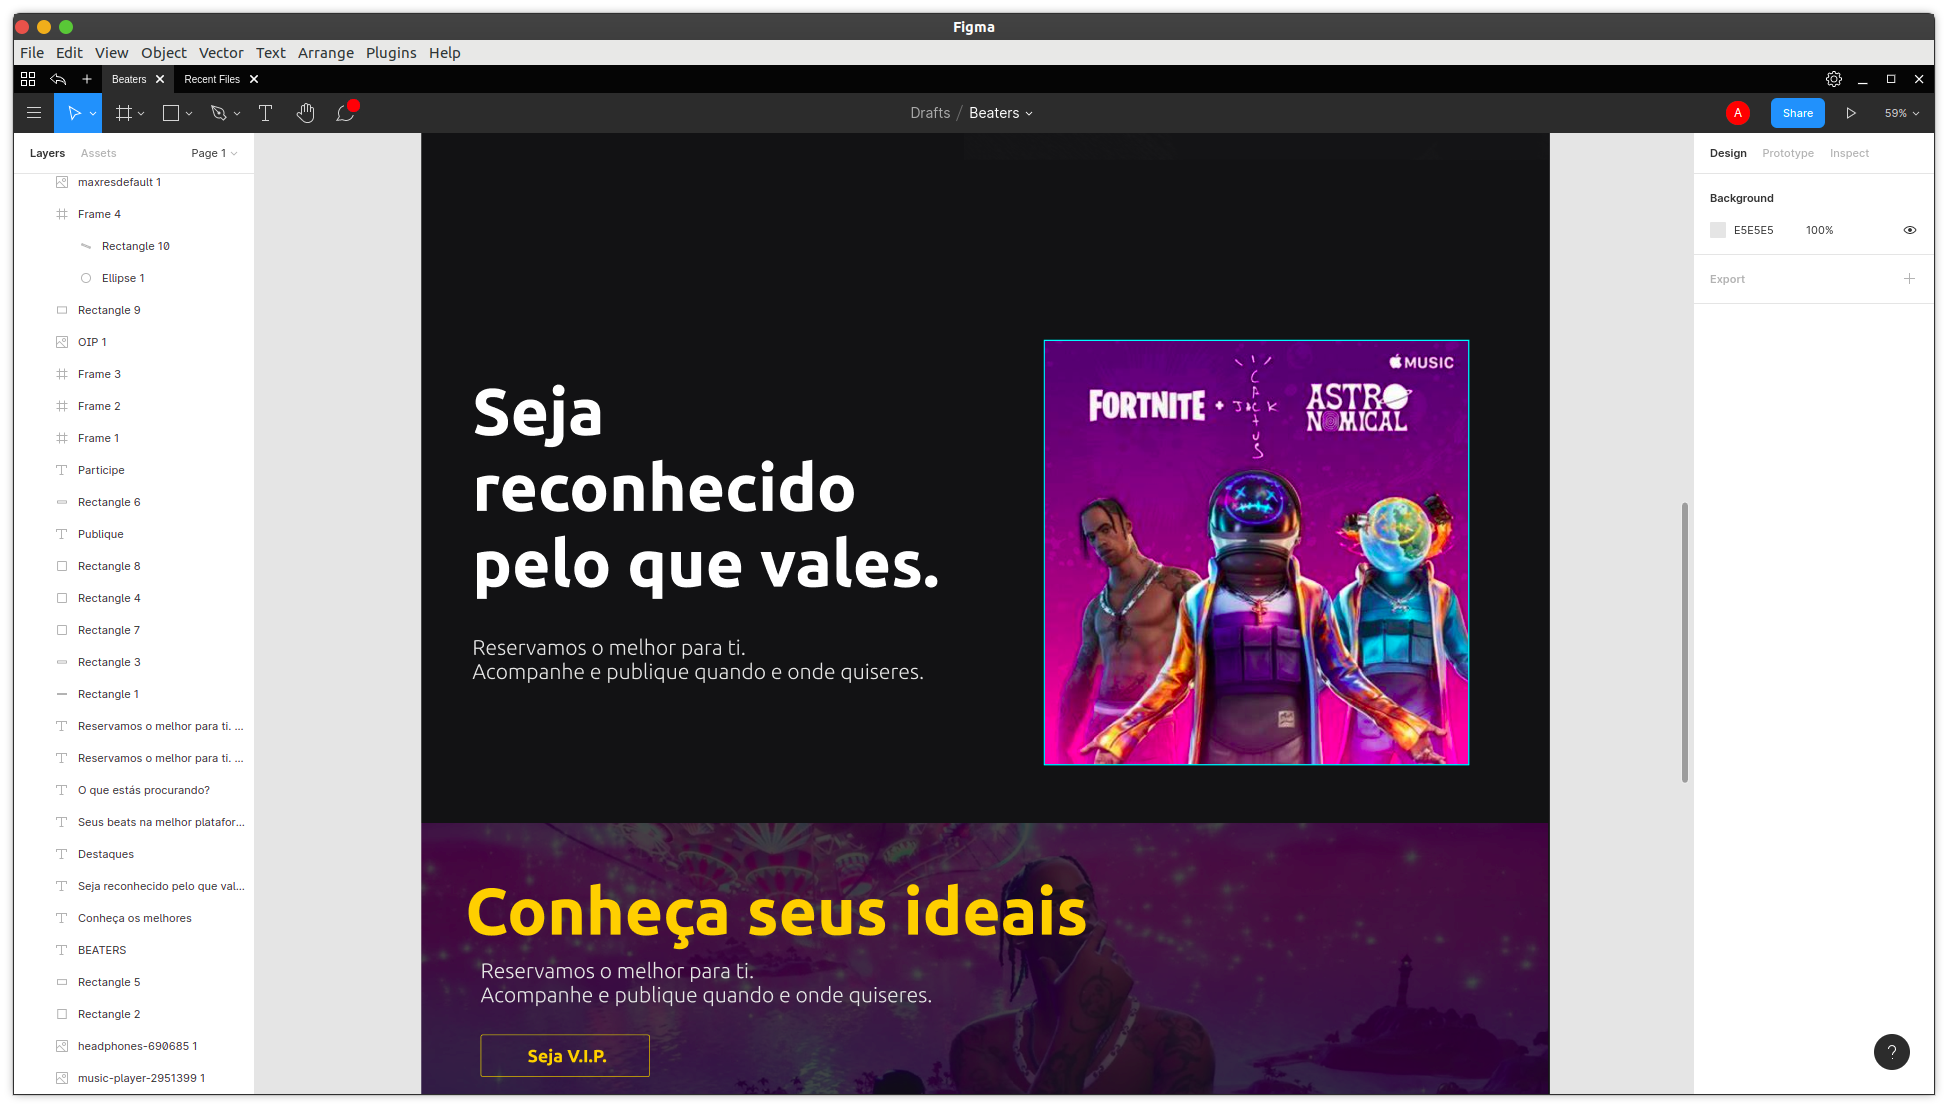 Figma
File Edit View Object Vector Text Arrange Plugins Help
Beaters Recent Files
Drafts / Beaters
A
Share
59%
Layers Assets Page 1
maxresdefault 1
Frame 4
Rectangle 10
Ellipse 1
Rectangle 9
OIP 1
Frame 3
Frame 2
Frame 1
Participe
Rectangle 6
Publique
Rectangle 8
Rectangle 4
Rectangle 7
Rectangle 3
Rectangle 1
Reservamos o melhor para ti. ...
Reservamos o melhor para ti. ...
O que estás procurando?
Seus beats na melhor platafor...
Destaques
Seja reconhecido pelo que val...
Conheça os melhores
BEATERS
Rectangle 5
Rectangle 2
headphones-690685 1
music-player-2951399 1
Seja
reconhecido
pelo que vales.
Reservamos o melhor para ti.
Acompanhe e publique quando e onde quiseres.
MUSIC
FORTNITE + JACK
CACTUS
ASTRO
NOMICAL
Conheça seus ideais
Reservamos o melhor para ti.
Acompanhe e publique quando e onde quiseres.
Seja V.I.P.
Design Prototype Inspect
Background
E5E5E5 100%
Export
?